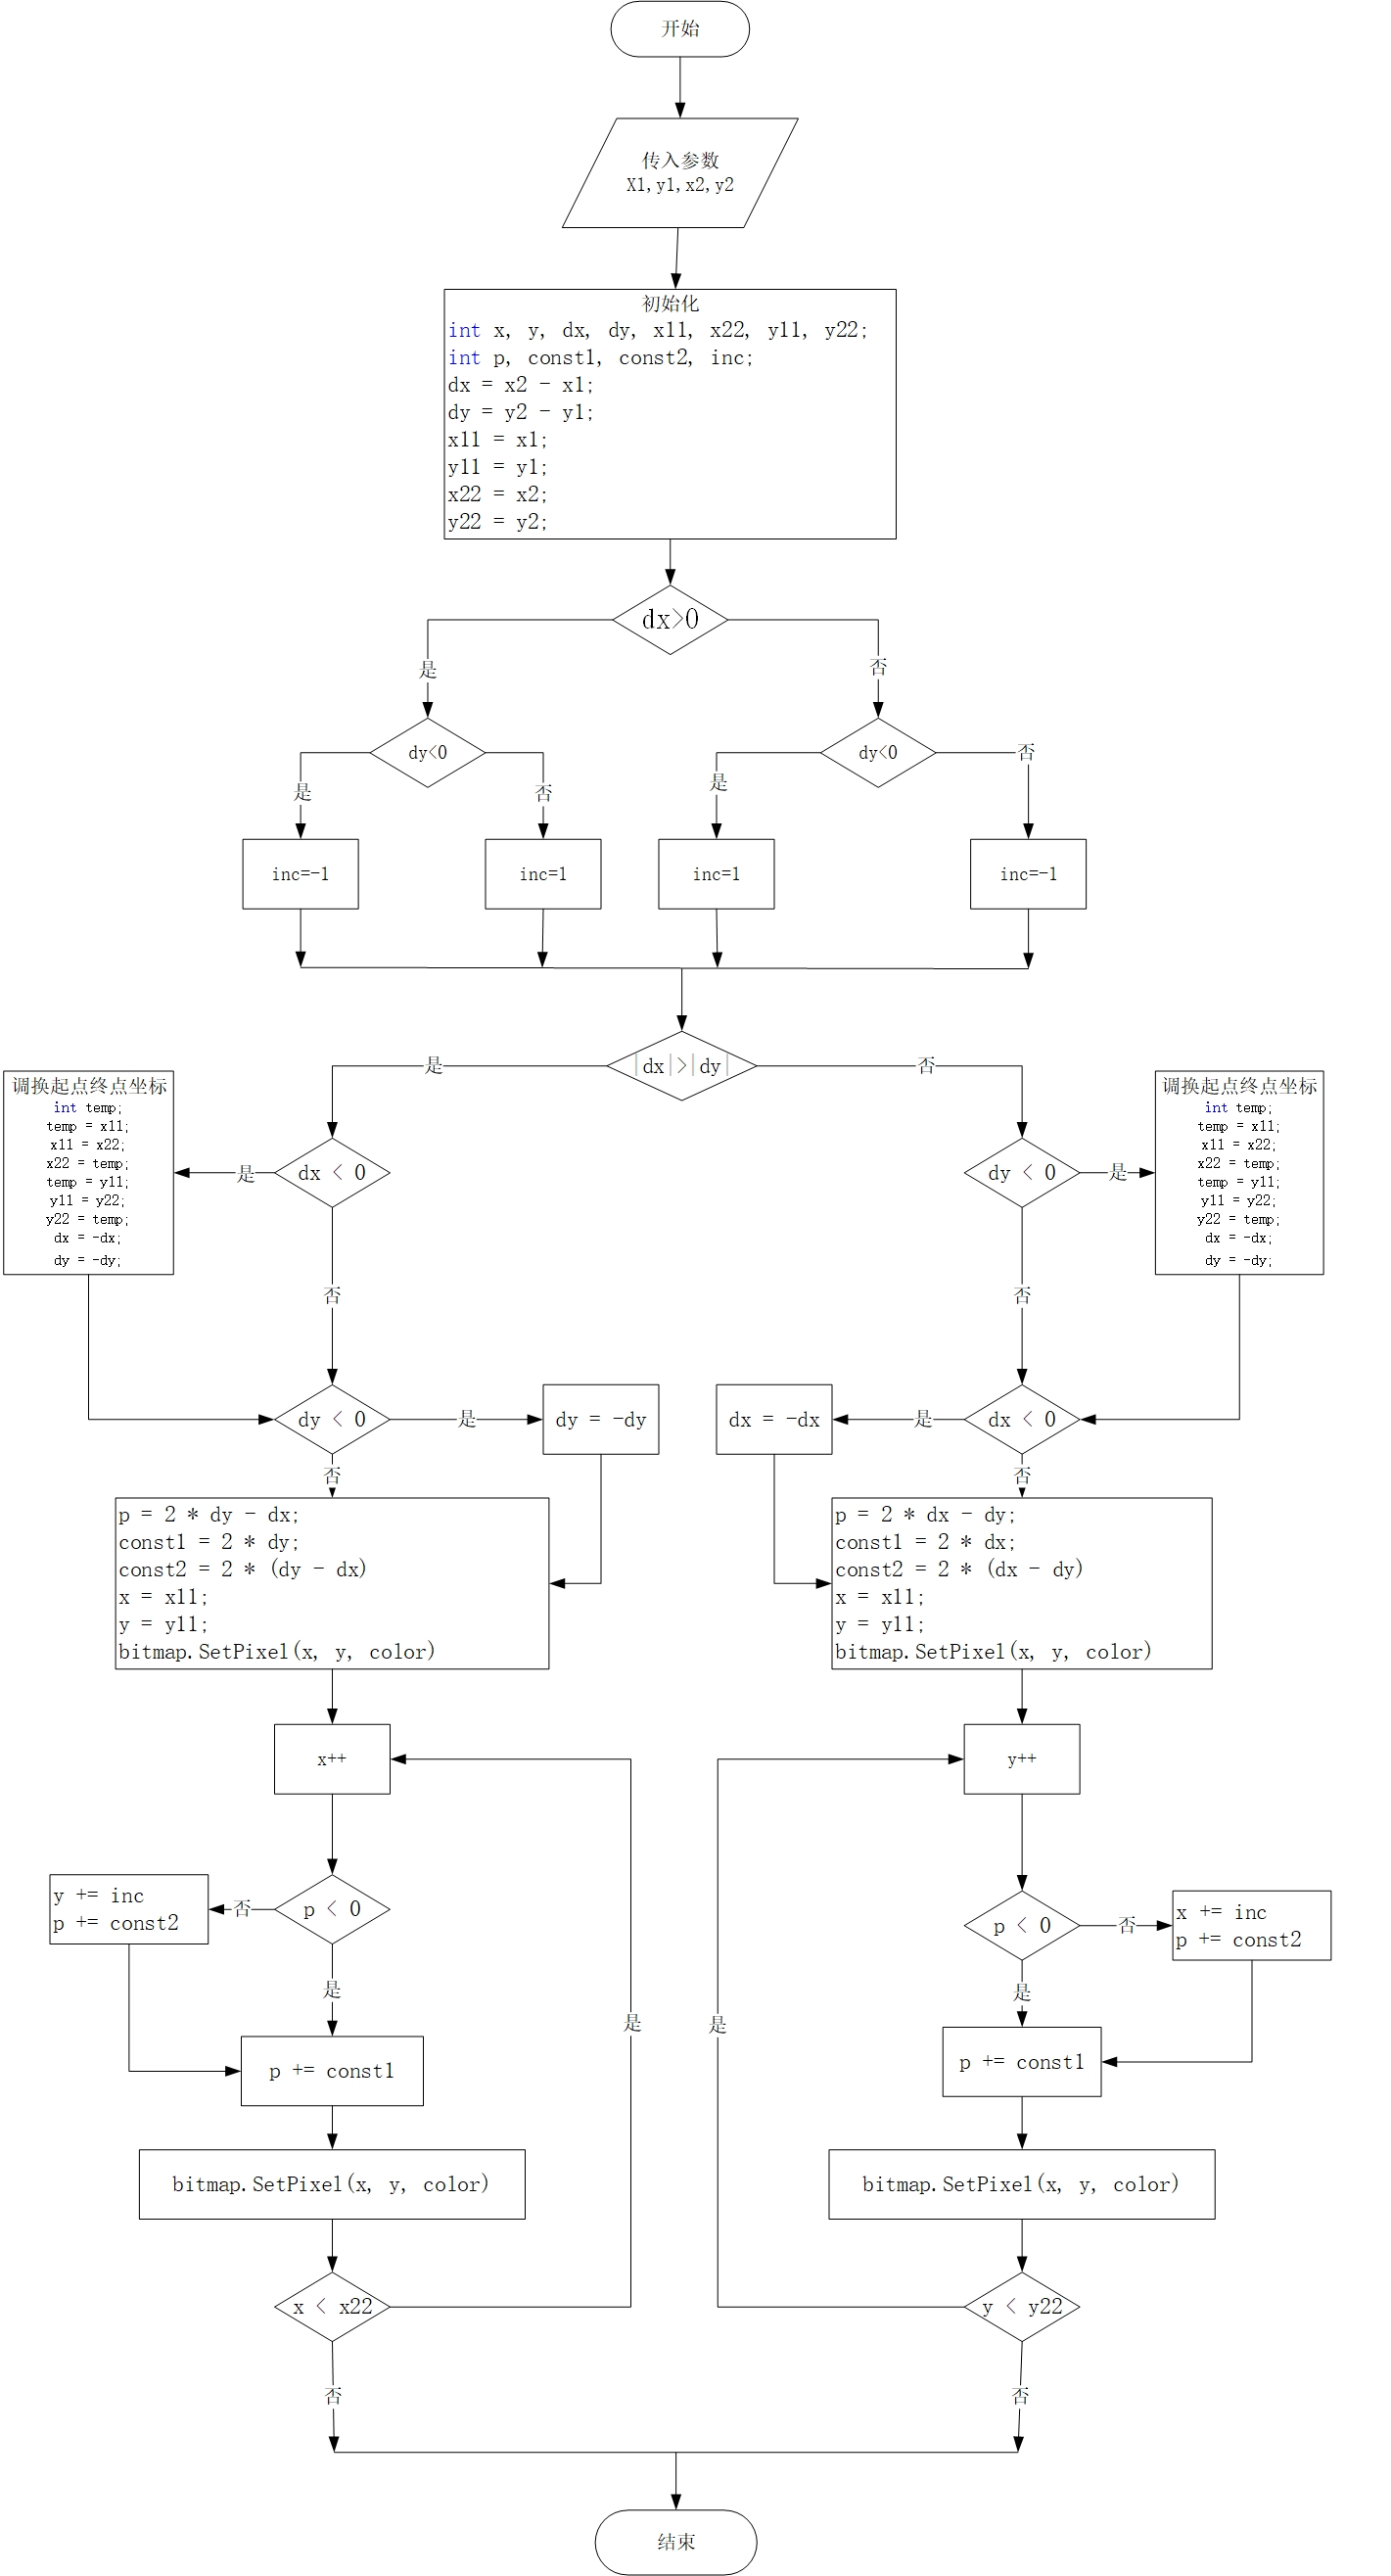 开始
传入参数
X1,y1,x2,y2
初始化
int x, y, dx, dy, x11, x22, y11, y22;
int p, const1, const2, inc;
dx = x2 - x1;
dy = y2 - y1;
x11 = x1;
y11 = y1;
x22 = x2;
y22 = y2;
dx>0
是
否
dy<0
dy<0
否
是
否
是
否
inc=-1
inc=1
inc=1
inc=-1
|dx|>|dy|
是
否
调换起点终点坐标
int temp;
temp = x11;
x11 = x22;
x22 = temp;
temp = y11;
y11 = y22;
y22 = temp;
dx = -dx;
dy = -dy;
是
dx < 0
dy < 0
是
调换起点终点坐标
int temp;
temp = x11;
x11 = x22;
x22 = temp;
temp = y11;
y11 = y22;
y22 = temp;
dx = -dx;
dy = -dy;
否
否
dy < 0
是
dy = -dy
dx = -dx
是
dx < 0
否
否
p = 2 * dy - dx;
const1 = 2 * dy;
const2 = 2 * (dy - dx)
x = x11;
y = y11;
bitmap.SetPixel(x, y, color)
p = 2 * dx - dy;
const1 = 2 * dx;
const2 = 2 * (dx - dy)
x = x11;
y = y11;
bitmap.SetPixel(x, y, color)
x++
y++
y += inc
p += const2
否
p < 0
p < 0
否
x += inc
p += const2
是
是
是
是
p += const1
p += const1
bitmap.SetPixel(x, y, color)
bitmap.SetPixel(x, y, color)
x < x22
y < y22
否
否
结束